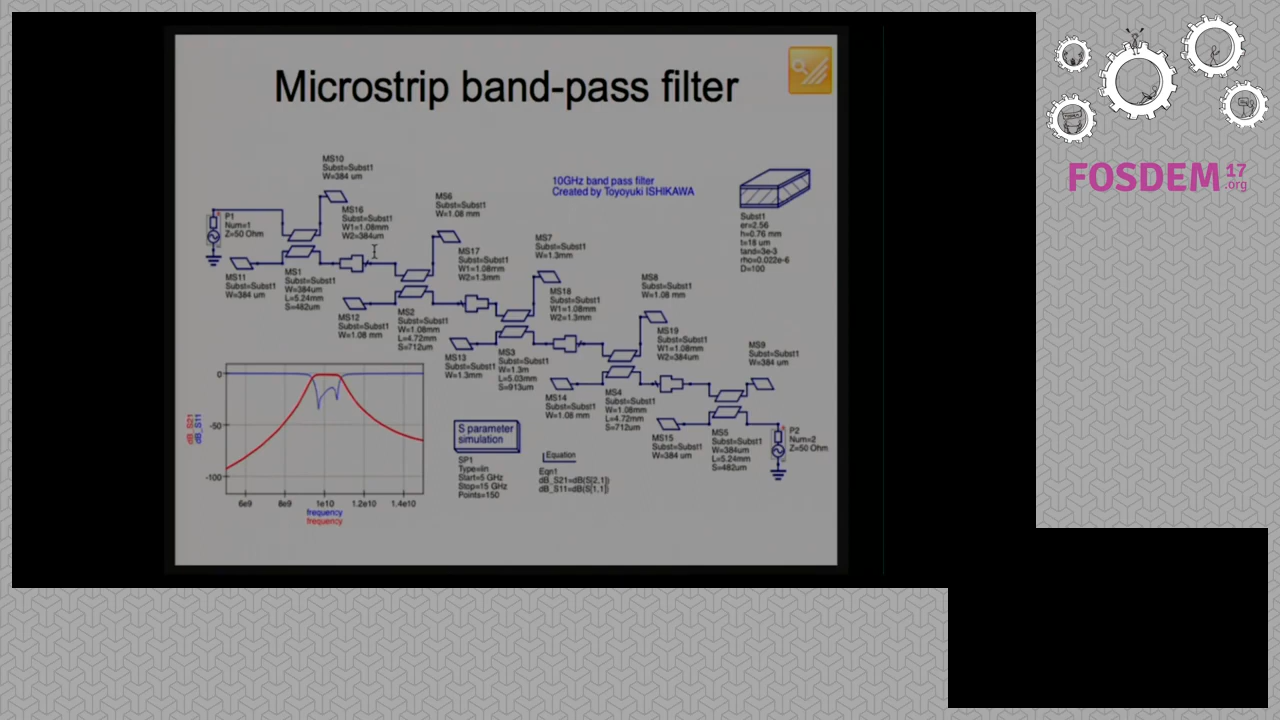 Microstrip band-pass filter
MS10
Subst=Subst1
W=384 um
10GHz band pass filter
Created by Toyoyuki ISHIKAWA
P1
Num=1
Z=50 Ohm
MS16
Subst=Subst1
W1=1.08mm
W2=384um
MS6
Subst=Subst1
W=1.08 mm
Subst1
er=2.56
h=0.76 mm
t=18 um
tand=3e-3
rho=0.022e-6
D=100
MS11
Subst=Subst1
W=384 um
MS1
Subst=Subst1
W=384um
L=5.24mm
S=482um
MS17
Subst=Subst1
W1=1.08mm
W2=1.3mm
MS7
Subst=Subst1
W=1.3mm
MS12
Subst=Subst1
W=1.08 mm
MS2
Subst=Subst1
W=1.08mm
L=4.72mm
S=712um
MS18
Subst=Subst1
W1=1.08mm
W2=1.3mm
MS8
Subst=Subst1
W=1.08 mm
MS13
Subst=Subst1
W=1.3mm
MS3
Subst=Subst1
W=1.3m
L=5.03mm
S=913um
MS19
Subst=Subst1
W1=1.08mm
W2=384um
MS9
Subst=Subst1
W=384 um
MS14
Subst=Subst1
W=1.08 mm
MS4
Subst=Subst1
W=1.08mm
L=4.72mm
S=712um
MS15
Subst=Subst1
W=384 um
MS5
Subst=Subst1
W=384um
L=5.24mm
S=482um
P2
Num=2
Z=50 Ohm
0
-50
-100
dB_S21
dB_S11
6e9 8e9 1e10 1.2e10 1.4e10
frequency
frequency
S parameter
simulation
SP1
Type=lin
Start=5 GHz
Stop=15 GHz
Points=150
Equation
Eqn1
dB_S21=dB(S[2,1])
dB_S11=dB(S[1,1])
FOSDEM 17
.org